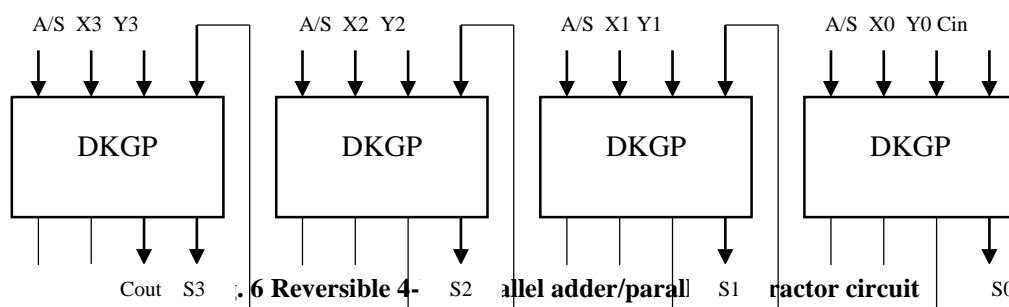 A/S X3 Y3 A/S X2 Y2 A/S X1 Y1 A/S X0 Y0 Cin
DKGP DKGP DKGP DKGP
Cout S3 . 6 Reversible 4- S2 allel adder/paral S1 ractor circuit S0